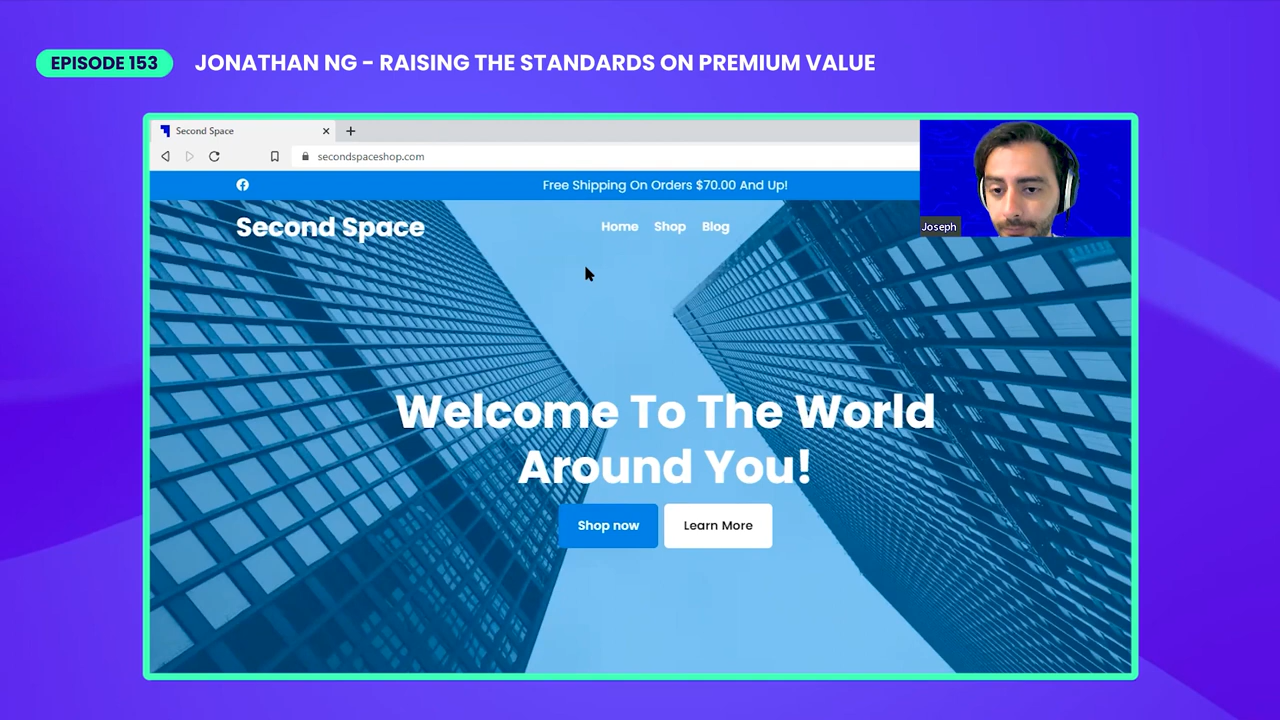 EPISODE 153
JONATHAN NG - RAISING THE STANDARDS ON PREMIUM VALUE
Second Space
secondspaceshop.com
Free Shipping On Orders $70.00 And Up!
Joseph
Second Space
Home Shop Blog
Welcome To The World
Around You!
Shop now
Learn More